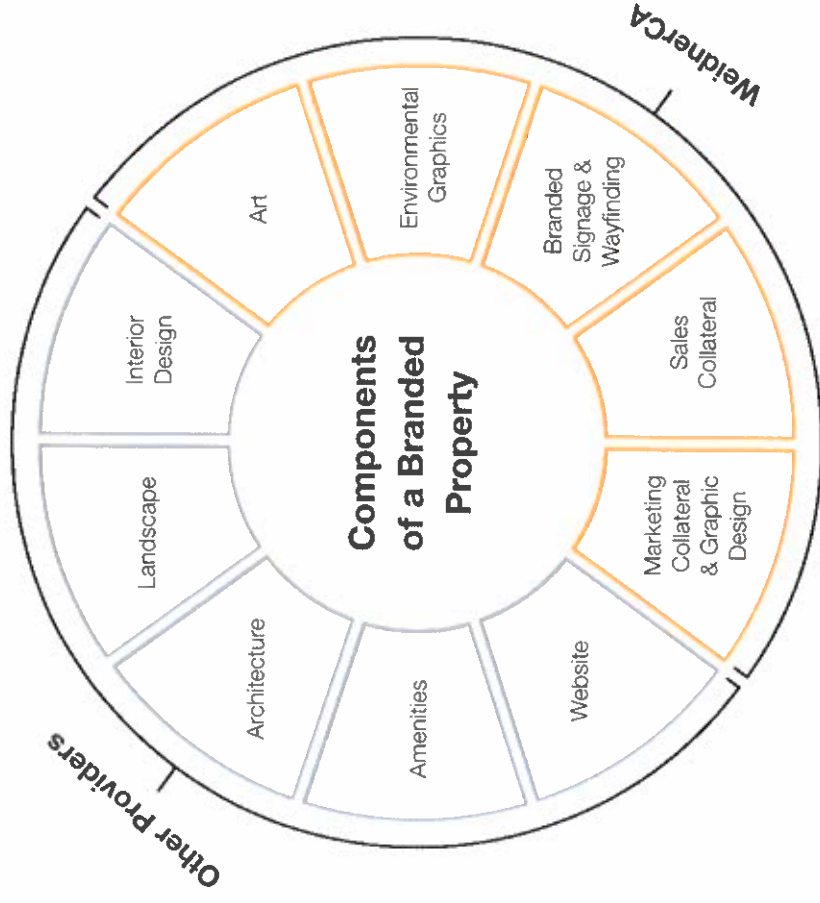 Components
of a Branded
Property
WeidnerCA
Art
Environmental
Graphics
Branded
Signage &
Wayfinding
Sales
Collateral
Marketing
Collateral
& Graphic
Design
Other Providers
Website
Amenities
Architecture
Landscape
Interior
Design